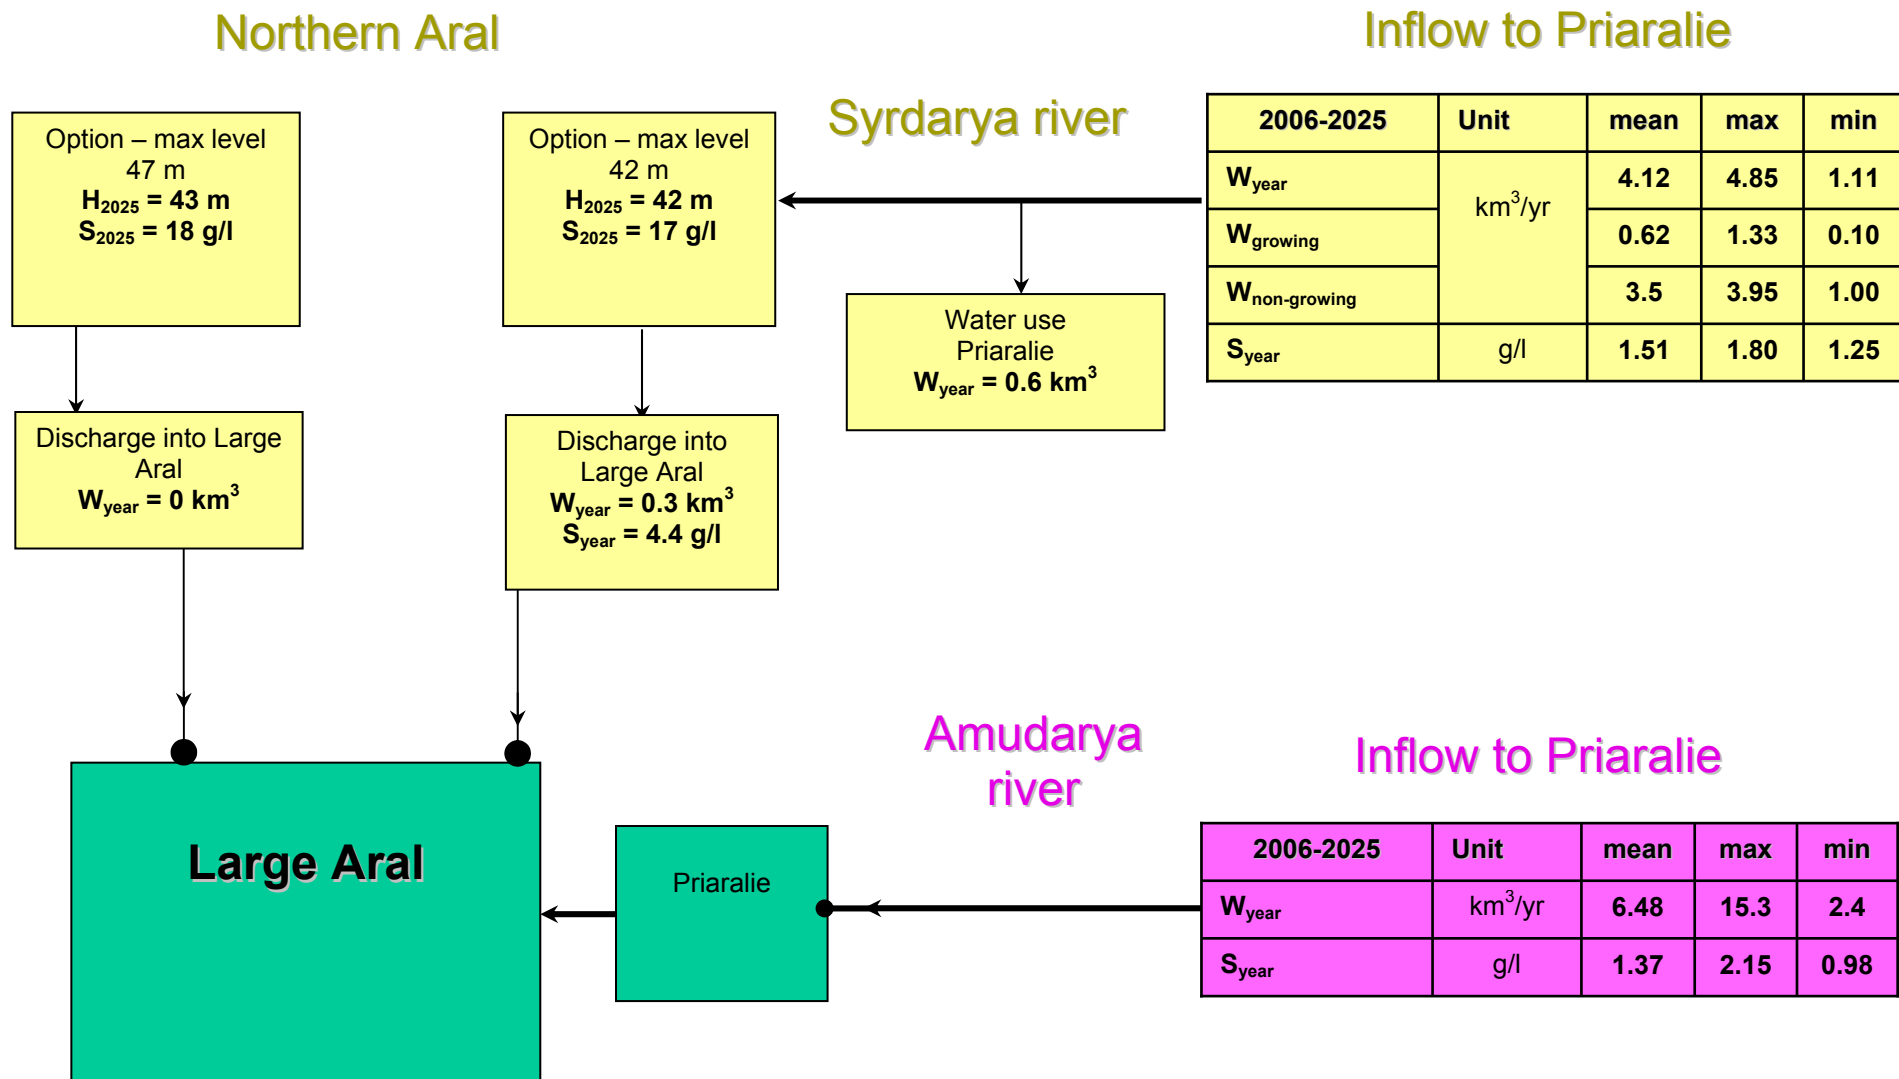 Northern Aral
Inflow to Priaralie
Syrdarya river
Option – max level
47 m
H2025 = 43 m
S2025 = 18 g/l
Option – max level
42 m
H2025 = 42 m
S2025 = 17 g/l
2006-2025 Unit mean max min
Wyear km³/yr 4.12 4.85 1.11
Wgrowing 0.62 1.33 0.10
Wnon-growing 3.5 3.95 1.00
Syear g/l 1.51 1.80 1.25
Water use
Priaralie
Wyear = 0.6 km³
Discharge into Large
Aral
Wyear = 0 km³
Discharge into
Large Aral
Wyear = 0.3 km³
Syear = 4.4 g/l
Amudarya
river
Inflow to Priaralie
Large Aral
Priaralie
2006-2025 Unit mean max min
Wyear km³/yr 6.48 15.3 2.4
Syear g/l 1.37 2.15 0.98